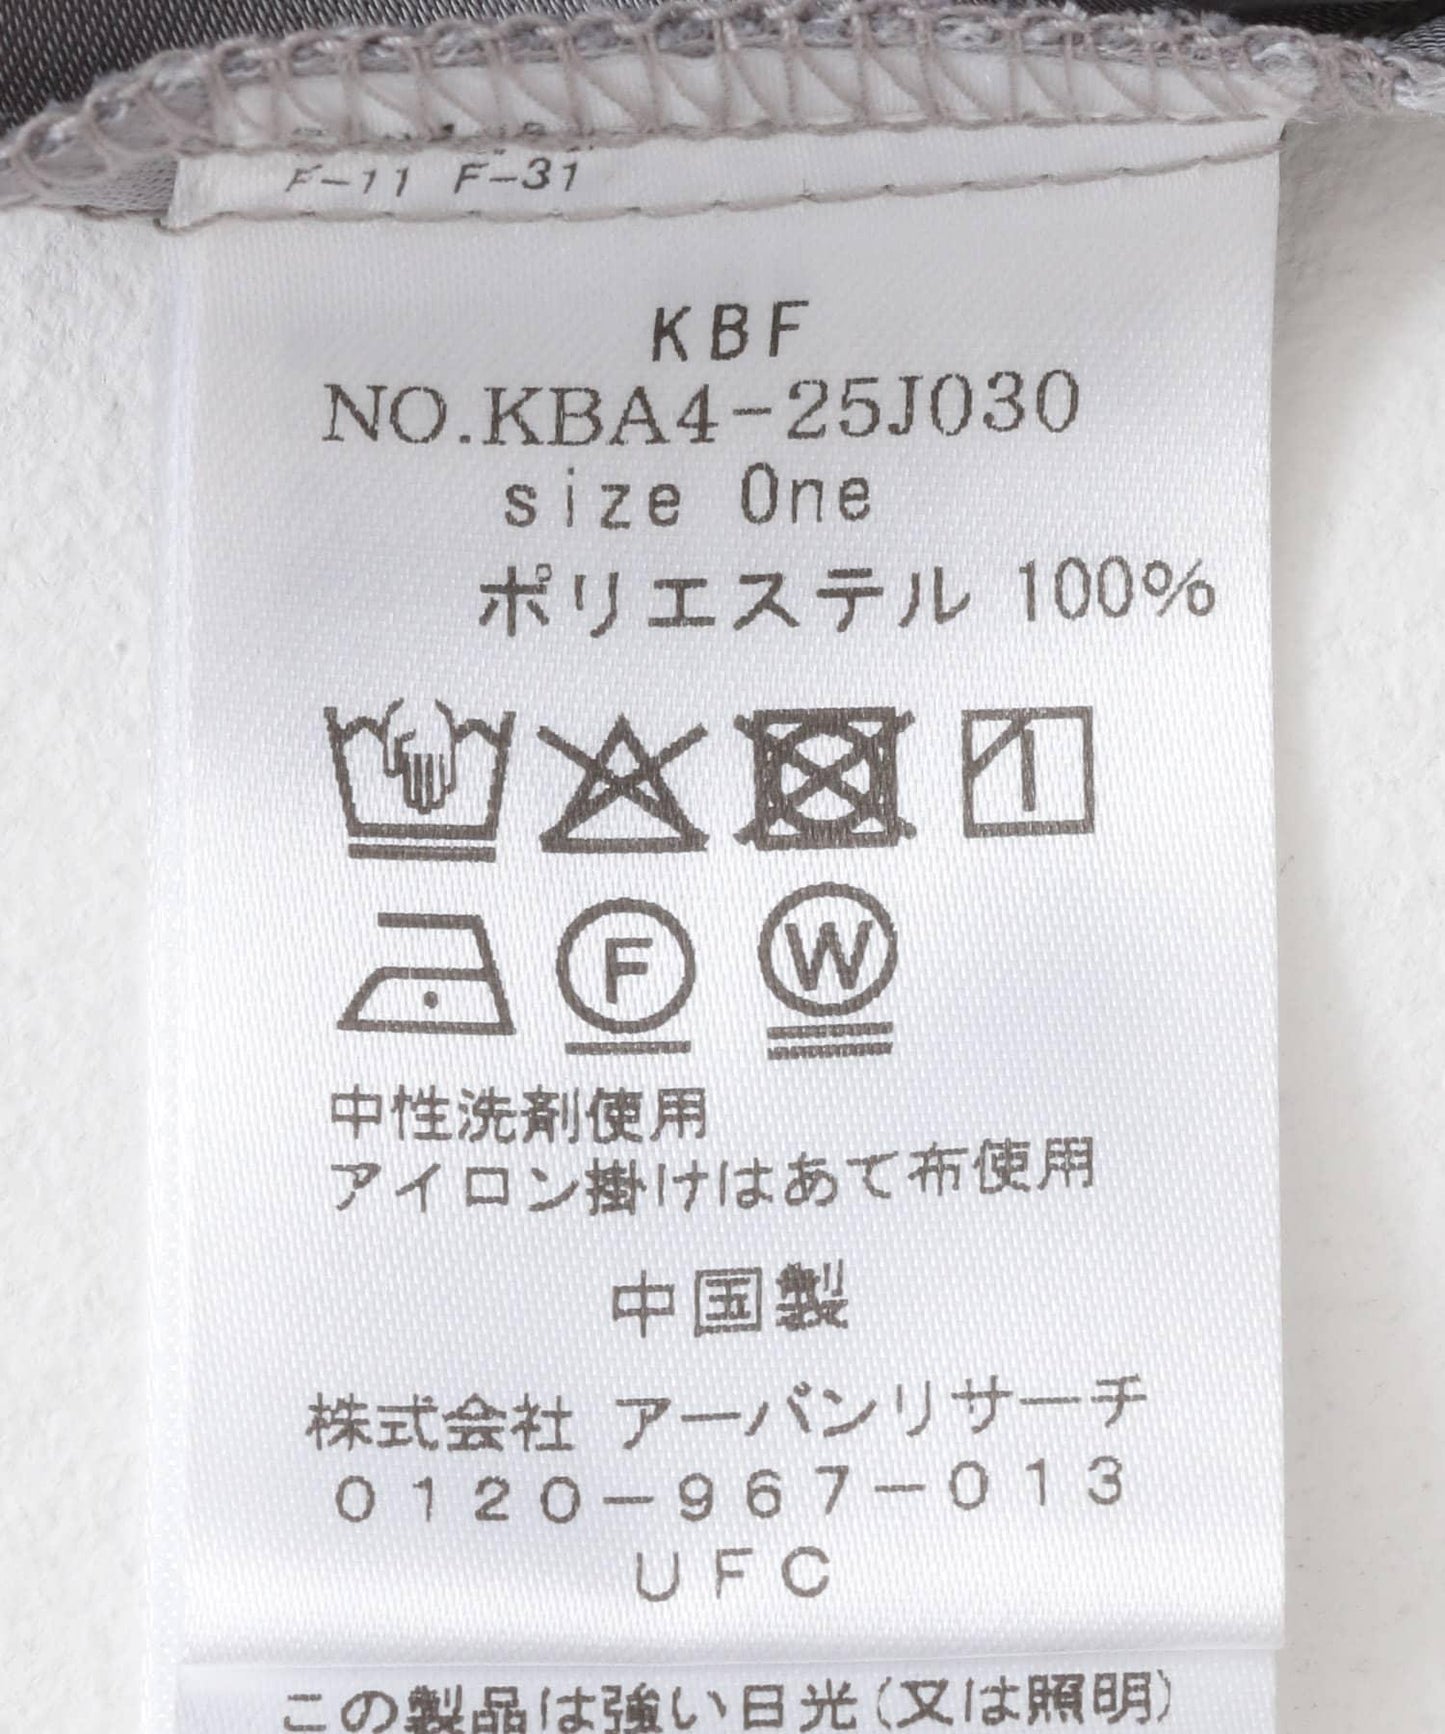 F-11 F-31
KBF
NO.KBA4-25J030
size One
ポリエステル 100%
F W
中性洗剤使用
アイロン掛けはあて布使用
中国製
株式会社 アーバンリサーチ
0120-967-013
UFC
この製品は強い日光(又は照明)